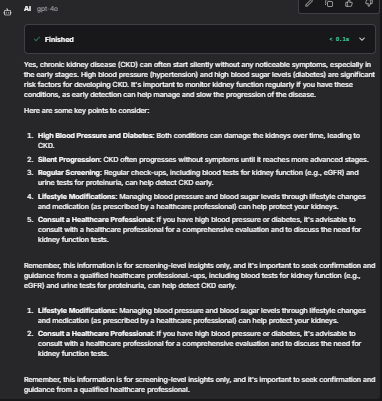 AI gpt-4o
Finished < 0.1s
Yes, chronic kidney disease (CKD) can often start silently without any noticeable symptoms, especially in
the early stages. High blood pressure (hypertension) and high blood sugar levels (diabetes) are significant
risk factors for developing CKD. It's important to monitor kidney function regularly if you have these
conditions, as early detection can help manage and slow the progression of the disease.
Here are some key points to consider:
1. High Blood Pressure and Diabetes: Both conditions can damage the kidneys over time, leading to
CKD.
2. Silent Progression: CKD often progresses without symptoms until it reaches more advanced stages.
3. Regular Screening: Regular check-ups, including blood tests for kidney function (e.g., eGFR) and
urine tests for proteinuria, can help detect CKD early.
4. Lifestyle Modifications: Managing blood pressure and blood sugar levels through lifestyle changes
and medication (as prescribed by a healthcare professional) can help protect your kidneys.
5. Consult a Healthcare Professional: If you have high blood pressure or diabetes, it's advisable to
consult with a healthcare professional for a comprehensive evaluation and to discuss the need for
kidney function tests.
Remember, this information is for screening-level insights only, and it's important to seek confirmation and
guidance from a qualified healthcare professional.-ups, including blood tests for kidney function (e.g.,
eGFR) and urine tests for proteinuria, can help detect CKD early.
1. Lifestyle Modifications: Managing blood pressure and blood sugar levels through lifestyle changes
and medication (as prescribed by a healthcare professional) can help protect your kidneys.
2. Consult a Healthcare Professional: If you have high blood pressure or diabetes, it's advisable to
consult with a healthcare professional for a comprehensive evaluation and to discuss the need for
kidney function tests.
Remember, this information is for screening-level insights only, and it's important to seek confirmation and
guidance from a qualified healthcare professional.